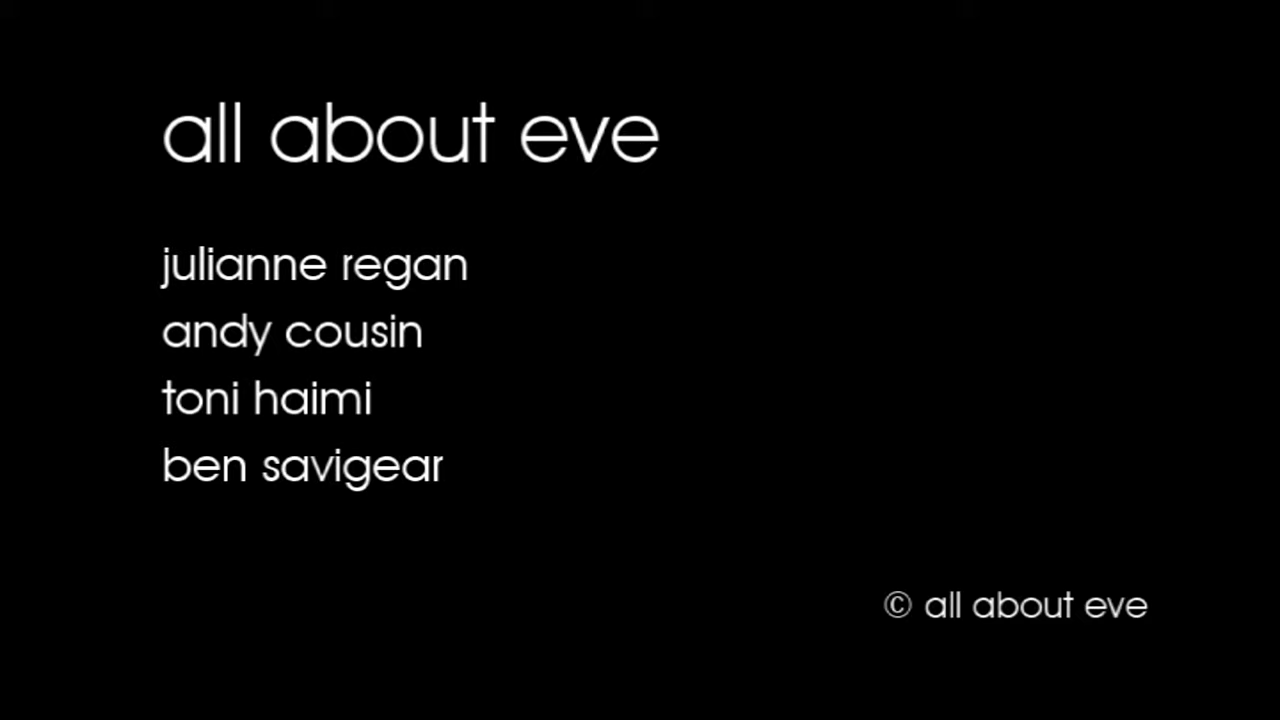 all about eve
julianne regan
andy cousin
toni haimi
ben savigear
© all about eve